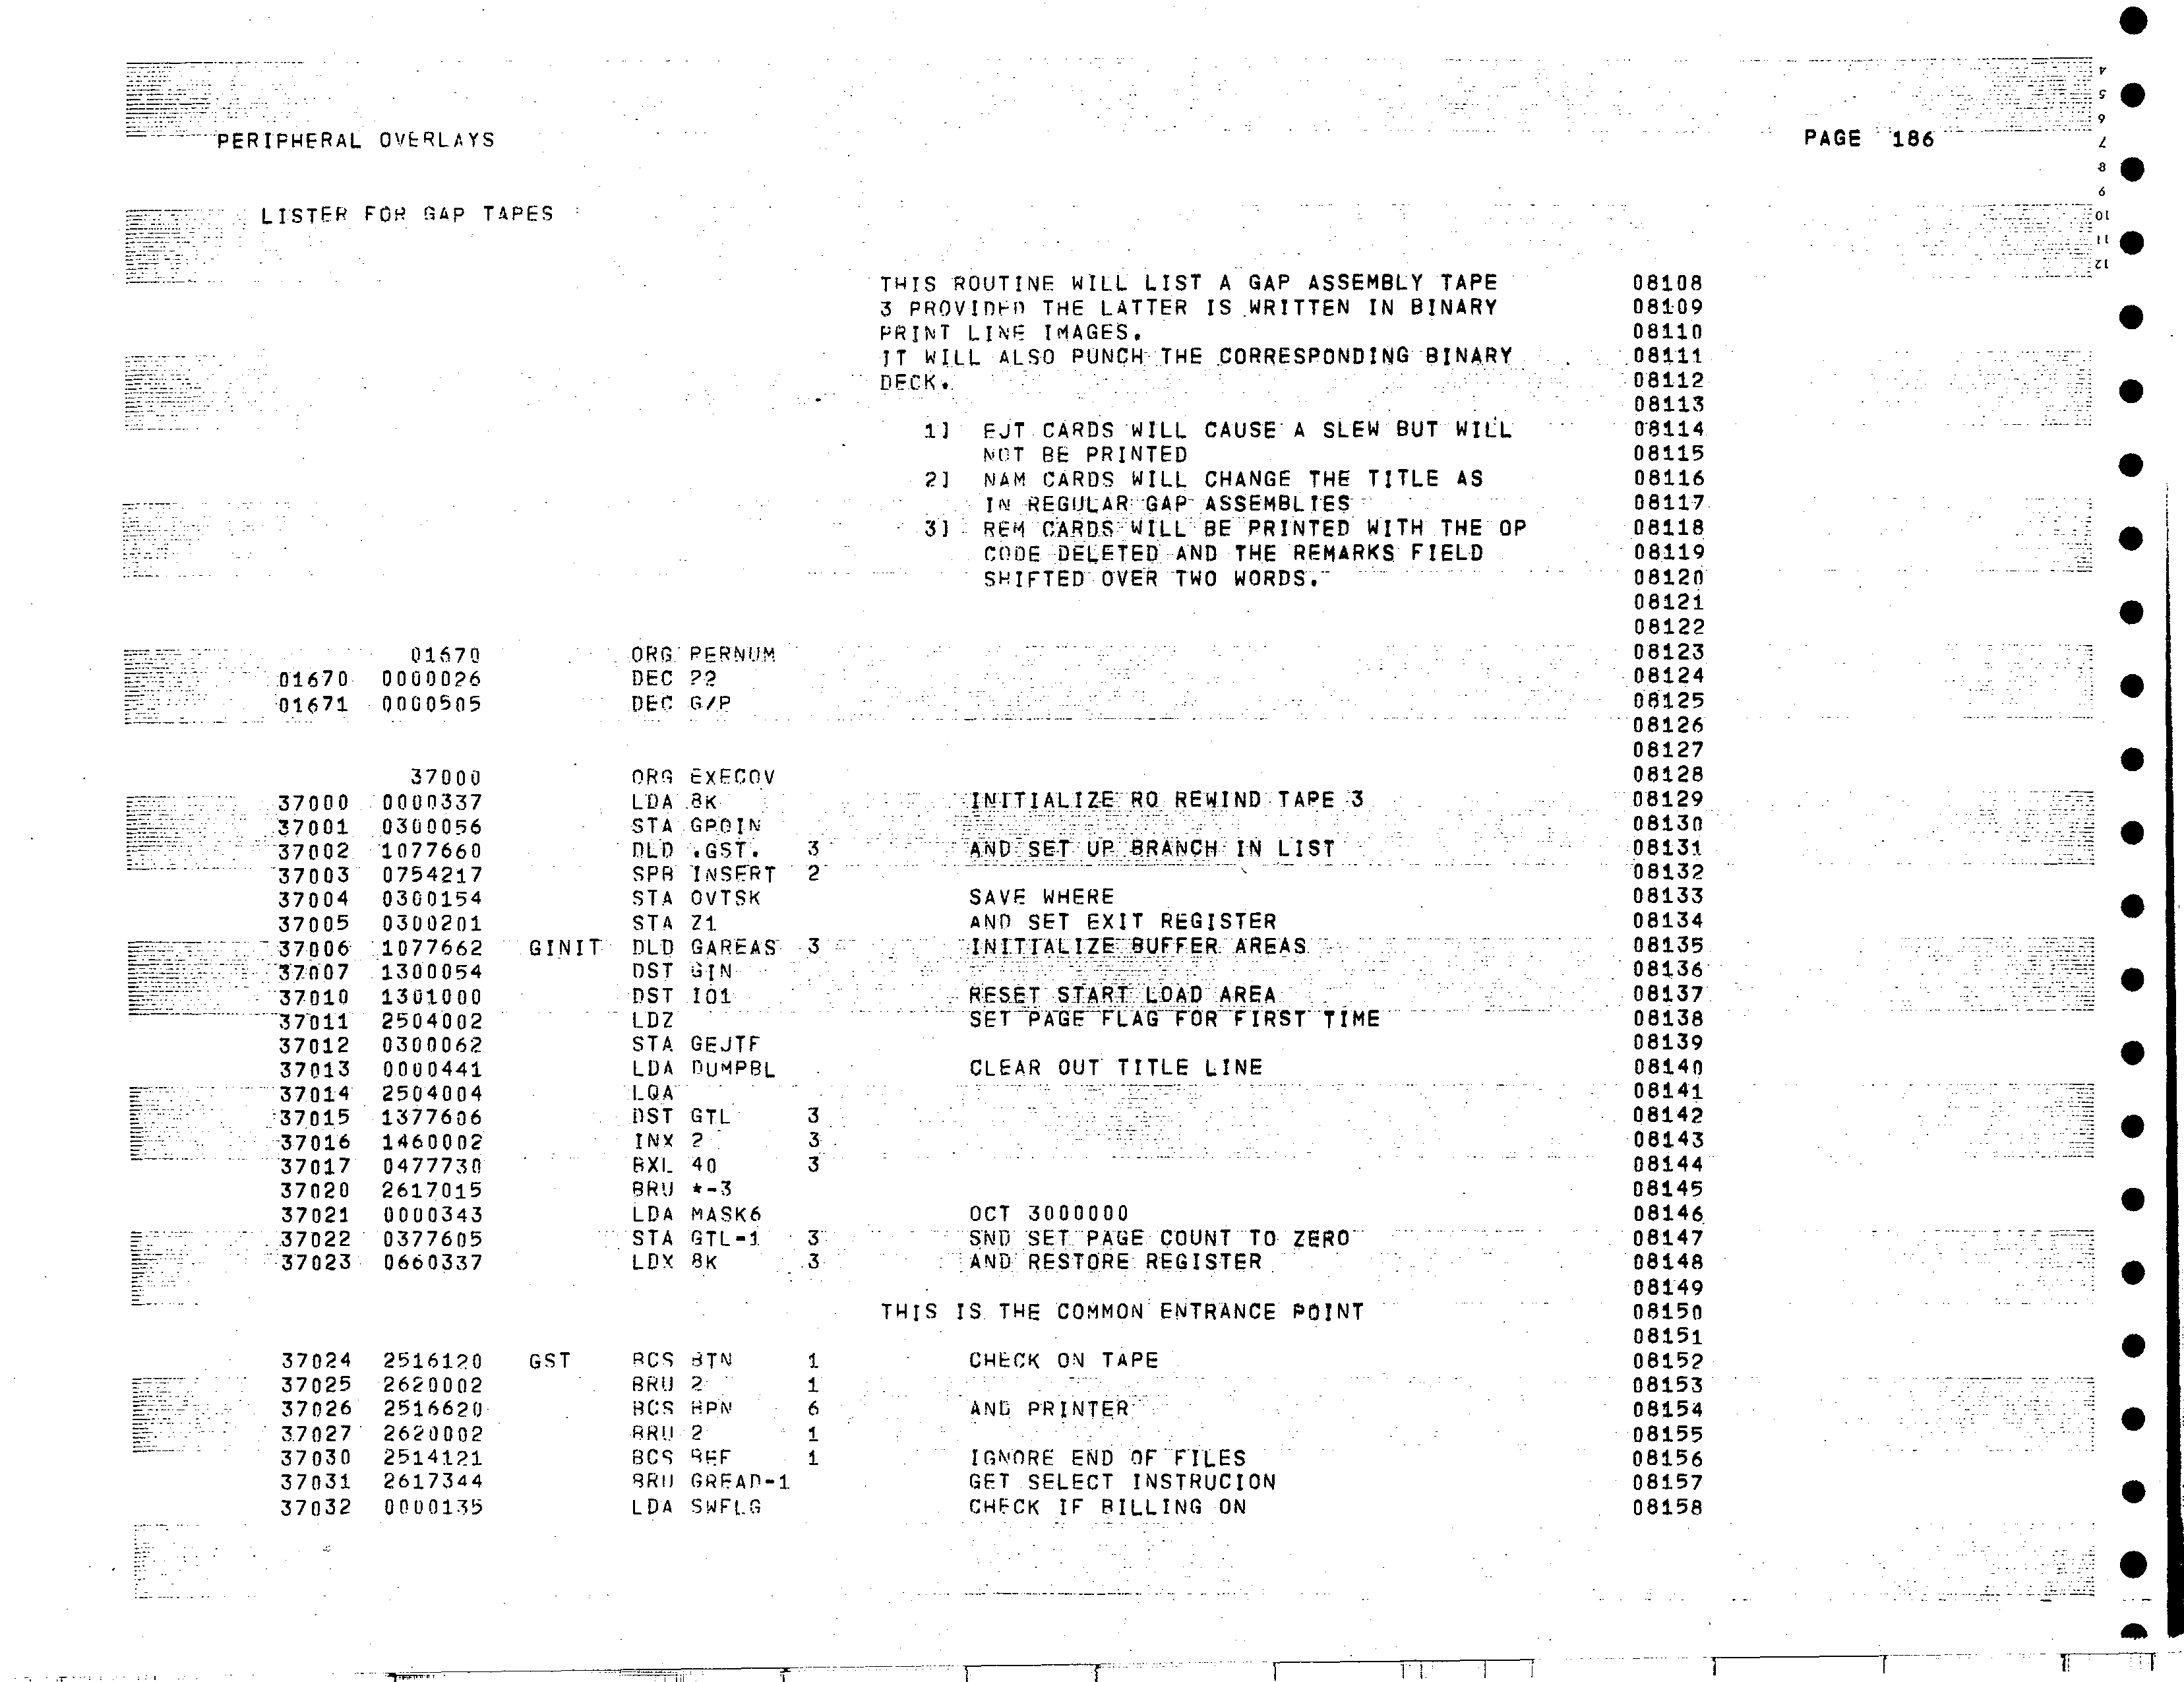 PERIPHERAL OVERLAYS PAGE 186
LISTER FOR GAP TAPES
THIS ROUTINE WILL LIST A GAP ASSEMBLY TAPE 08108
3 PROVIDED THE LATTER IS WRITTEN IN BINARY 08109
PRINT LINE IMAGES. 08110
IT WILL ALSO PUNCH THE CORRESPONDING BINARY 08111
DECK. 08112
08113
1] EJT CARDS WILL CAUSE A SLEW BUT WILL 08114
NOT BE PRINTED 08115
2] NAM CARDS WILL CHANGE THE TITLE AS 08116
IN REGULAR GAP ASSEMBLIES 08117
3] REM CARDS WILL BE PRINTED WITH THE OP 08118
CODE DELETED AND THE REMARKS FIELD 08119
SHIFTED OVER TWO WORDS. 08120
08121
08122
01670 ORG PERNUM 08123
01670 0000026 DEC 22 08124
01671 0000505 DEC G/P 08125
08126
08127
37000 ORG EXECOV 08128
37000 0000337 LDA 8K INITIALIZE RO REWIND TAPE 3 08129
37001 0300056 STA GPOIN 08130
37002 1077660 DLD .GST. 3 AND SET UP BRANCH IN LIST 08131
37003 0754217 SPB INSERT 2 08132
37004 0300154 STA OVTSK SAVE WHERE 08133
37005 0300201 STA Z1 AND SET EXIT REGISTER 08134
37006 1077662 GINIT DLD GAREAS 3 INITIALIZE BUFFER AREAS 08135
37007 1300054 DST GIN 08136
37010 1301000 DST IO1 RESET START LOAD AREA 08137
37011 2504002 LDZ SET PAGE FLAG FOR FIRST TIME 08138
37012 0300062 STA GEJTF 08139
37013 0000441 LDA DUMPBL CLEAR OUT TITLE LINE 08140
37014 2504004 LQA 08141
37015 1377606 DST GTL 3 08142
37016 1460002 INX 2 3 08143
37017 0477730 BXL 40 3 08144
37020 2617015 BRU *-3 08145
37021 0000343 LDA MASK6 OCT 3000000 08146
37022 0377605 STA GTL-1 3 SND SET PAGE COUNT TO ZERO 08147
37023 0660337 LDX 8K 3 AND RESTORE REGISTER 08148
08149
THIS IS THE COMMON ENTRANCE POINT 08150
08151
37024 2516120 GST BCS BTN 1 CHECK ON TAPE 08152
37025 2620002 BRU 2 1 08153
37026 2516620 BCS BPN 6 AND PRINTER 08154
37027 2620002 BRU 2 1 08155
37030 2514121 BCS BEF 1 IGNORE END OF FILES 08156
37031 2617344 BRU GREAD-1 GET SELECT INSTRUCION 08157
37032 0000135 LDA SWFLG CHECK IF BILLING ON 08158
4
5
6
7
8
9
10
11
12